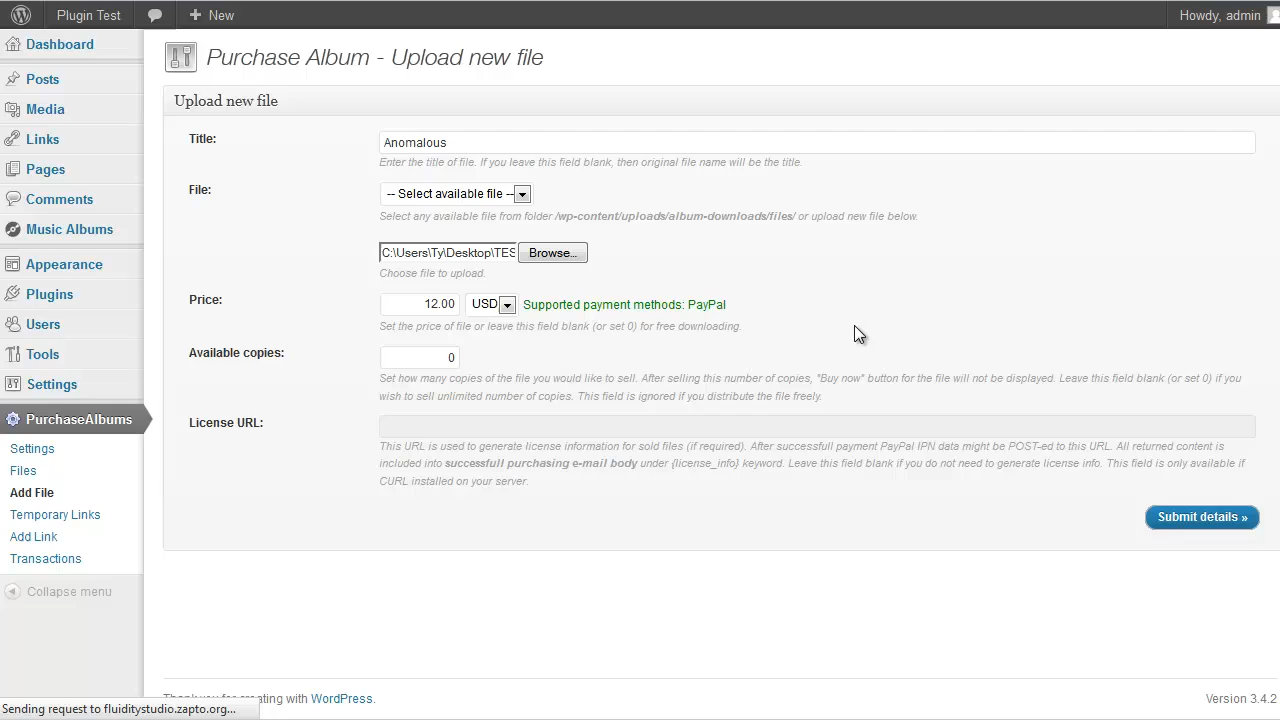 Plugin Test
New
Howdy, admin
Dashboard
Posts
Media
Links
Pages
Comments
Music Albums
Appearance
Plugins
Users
Tools
Settings
PurchaseAlbums
Settings
Files
Add File
Temporary Links
Add Link
Transactions
Collapse menu
Purchase Album - Upload new file
Upload new file
Title:
Anomalous
Enter the title of file. If you leave this field blank, then original file name will be the title.
File:
-- Select available file --
Select any available file from folder /wp-content/uploads/album-downloads/files/ or upload new file below.
C:\Users\Ty\Desktop\TES
Browse...
Choose file to upload.
Price:
12.00 USD Supported payment methods: PayPal
Set the price of file or leave this field blank (or set 0) for free downloading.
Available copies:
0
Set how many copies of the file you would like to sell. After selling this number of copies, "Buy now" button for the file will not be displayed. Leave this field blank (or set 0) if you
wish to sell unlimited number of copies. This field is ignored if you distribute the file freely.
License URL:
This URL is used to generate license information for sold files (if required). After successfull payment PayPal IPN data might be POST-ed to this URL. All returned content is
included into successfull purchasing e-mail body under {license_info} keyword. Leave this field blank if you do not need to generate license info. This field is only available if
CURL installed on your server.
Submit details »
Thank you for creating with WordPress.
Version 3.4.2
Sending request to fluiditystudio.zapto.org...